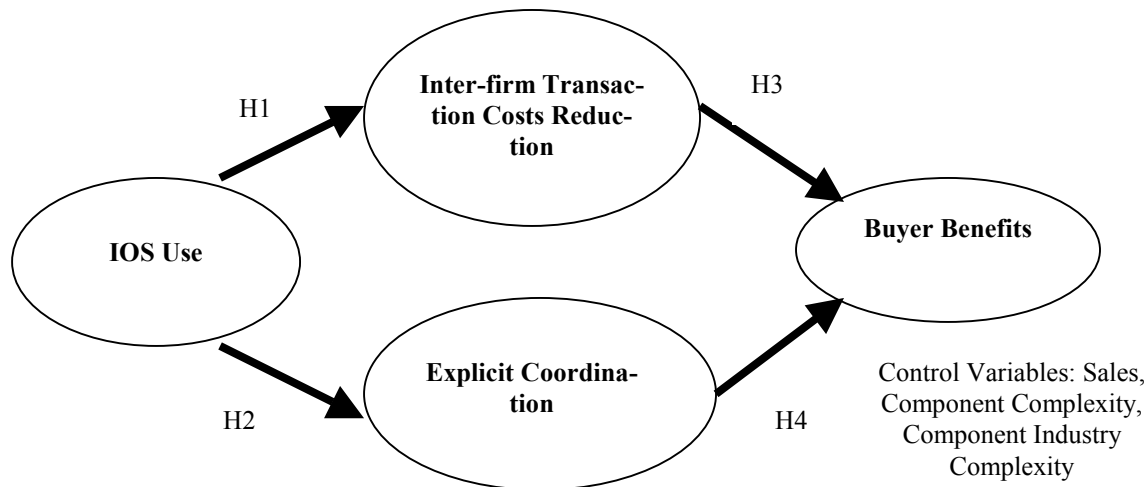 H1
Inter-firm Transac-
tion Costs Reduc-
tion
H3
IOS Use
Buyer Benefits
H2
Explicit Coordina-
tion
H4
Control Variables: Sales,
Component Complexity,
Component Industry
Complexity